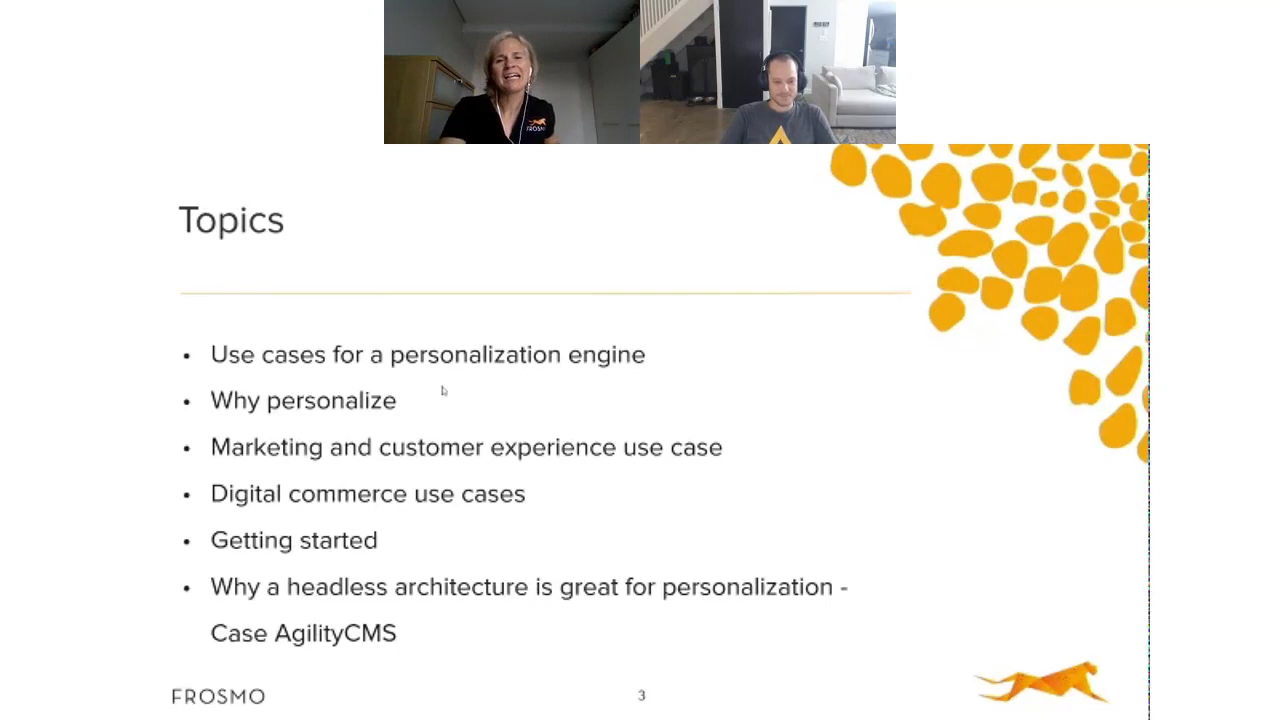 FROSMO
Topics
• Use cases for a personalization engine
• Why personalize
• Marketing and customer experience use case
• Digital commerce use cases
• Getting started
• Why a headless architecture is great for personalization -
Case AgilityCMS
FROSMO
3